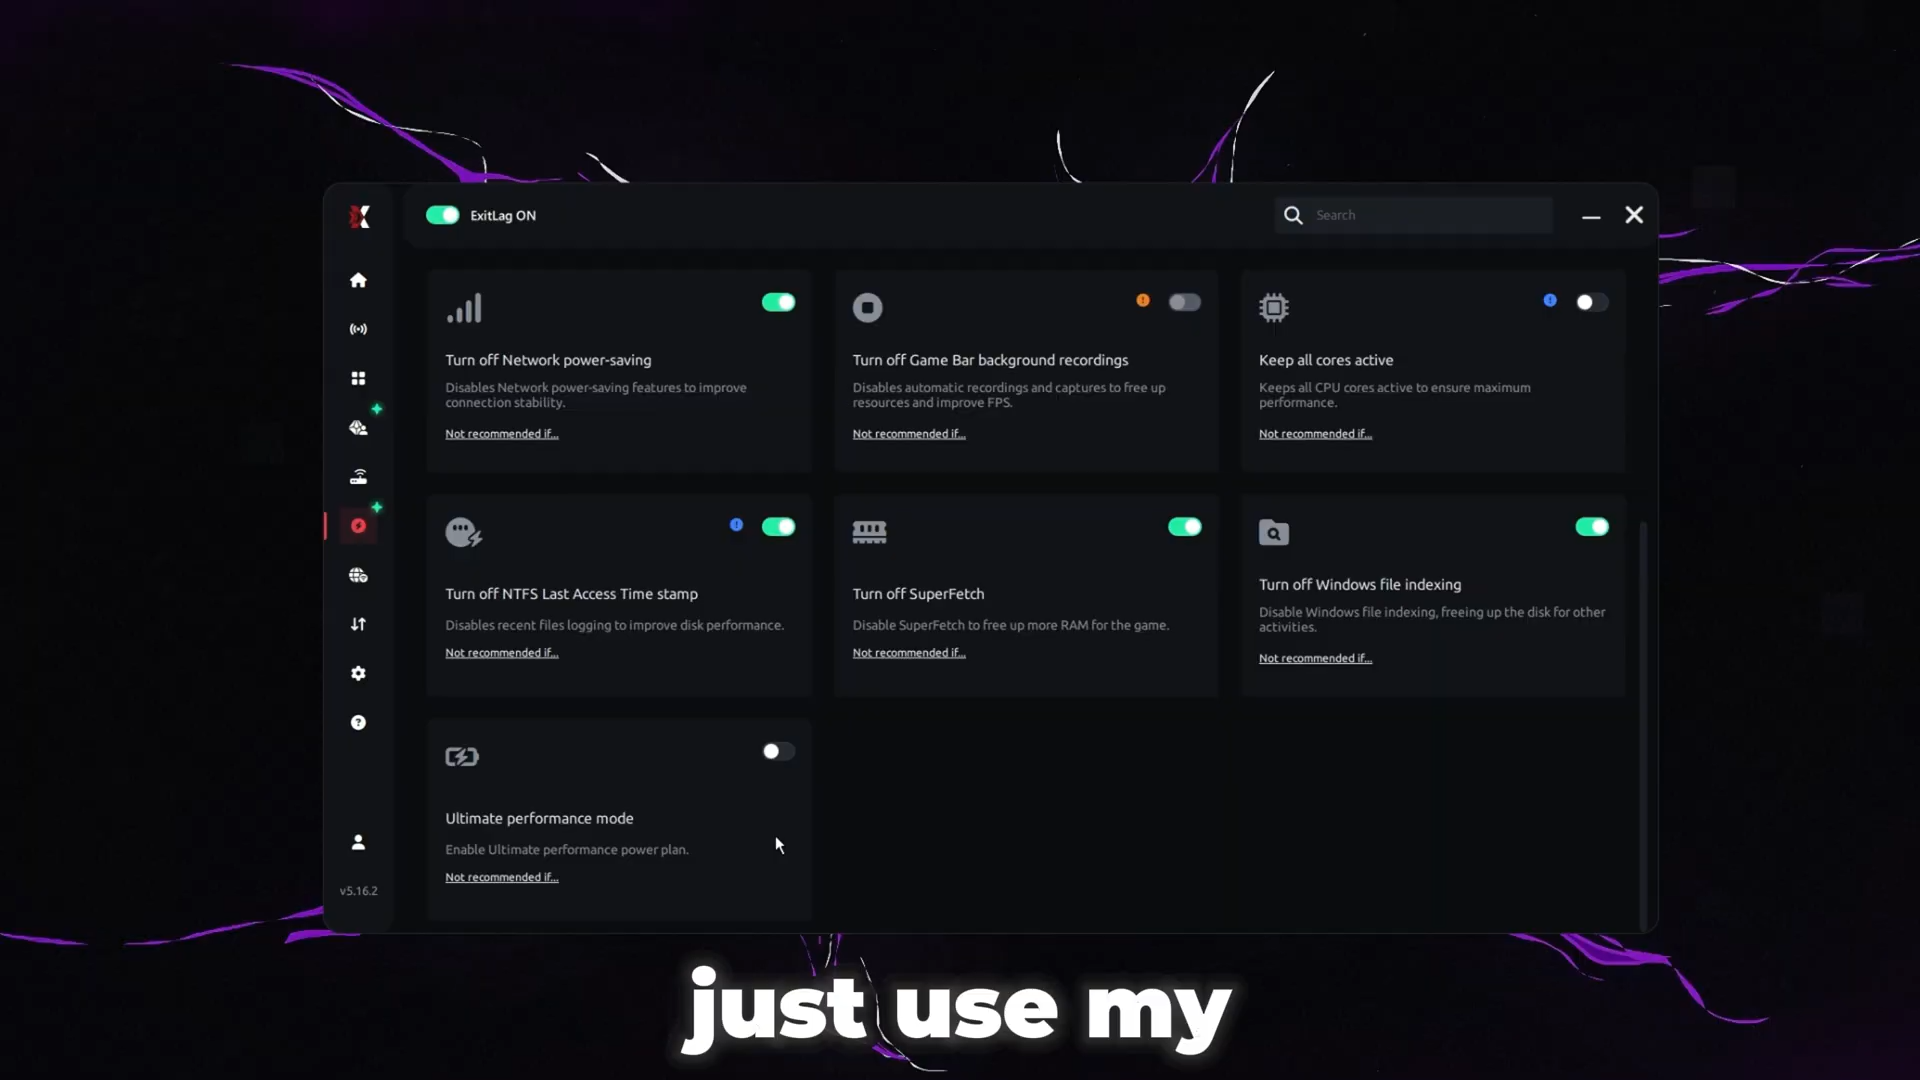 ExitLag ON
Search
Turn off Network power-saving
Disables Network power-saving features to improve
connection stability.
Not recommended if...
Turn off Game Bar background recordings
Disables automatic recordings and captures to free up
resources and improve FPS.
Not recommended if...
Keep all cores active
Keeps all CPU cores active to ensure maximum
performance.
Not recommended if...
Turn off NTFS Last Access Time stamp
Disables recent files logging to improve disk performance.
Not recommended if...
Turn off SuperFetch
Disable SuperFetch to free up more RAM for the game.
Not recommended if...
Turn off Windows file indexing
Disable Windows file indexing, freeing up the disk for other
activities.
Not recommended if...
Ultimate performance mode
Enable Ultimate performance power plan.
Not recommended if...
v5.16.2
just use my